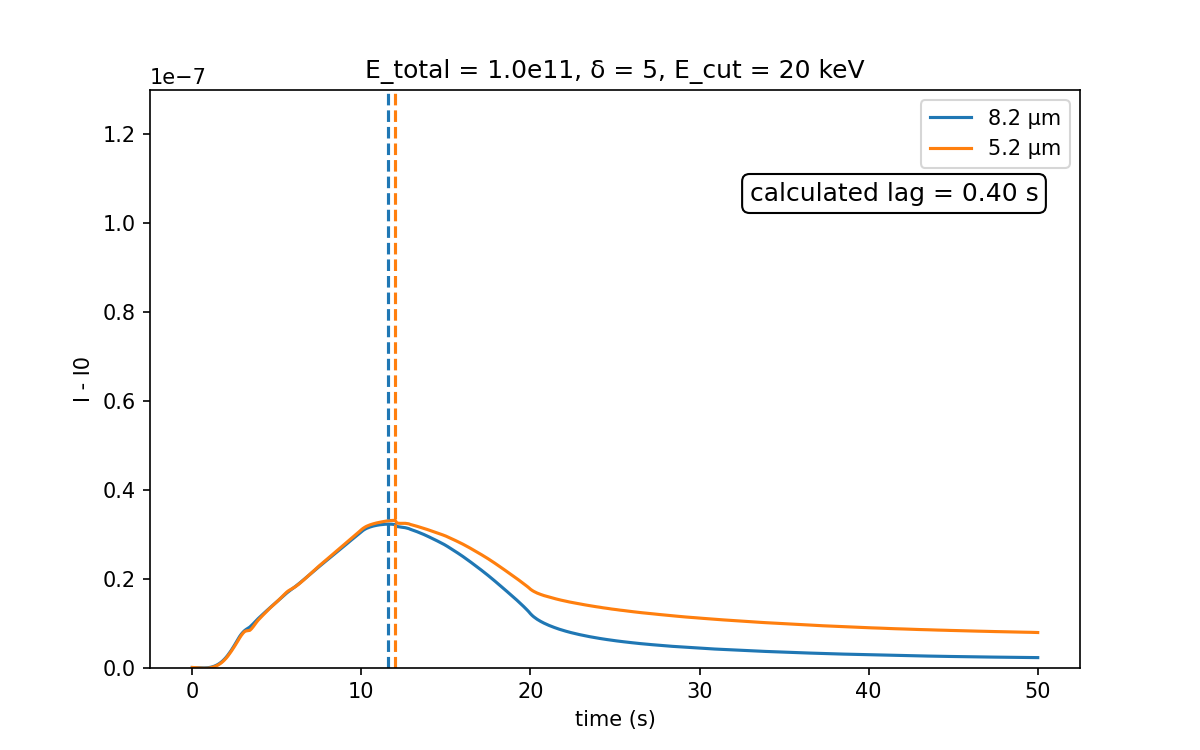 E_total = 1.0e11, δ = 5, E_cut = 20 keV
1e−7
8.2 μm
5.2 μm
calculated lag = 0.40 s
1.2
1.0
0.8
0.6
0.4
0.2
0.0
I - I0
0 10 20 30 40 50
time (s)